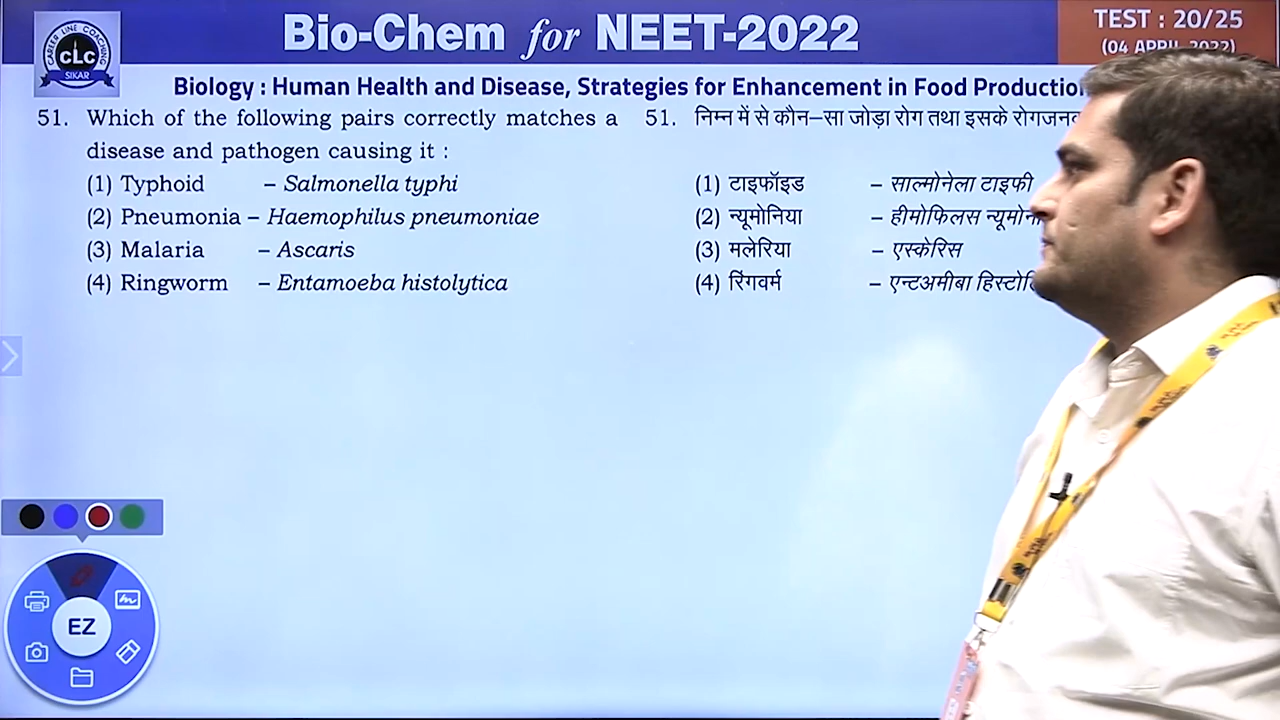 Bio-Chem for NEET-2022
TEST : 20/25
(04 APRIL 2022)
CAREER LINE COACHING
CLC
SIKAR
Biology : Human Health and Disease, Strategies for Enhancement in Food
51. Which of the following pairs correctly matches a
disease and pathogen causing it :
(1) Typhoid – Salmonella typhi
(2) Pneumonia – Haemophilus pneumoniae
(3) Malaria – Ascaris
(4) Ringworm – Entamoeba histolytica
51. निम्न में से कौन–सा जोड़ा रोग तथा इसके
(1) टाइफॉइड – साल्मोनेला टाइफी
(2) न्यूमोनिया – हीमोफिलस
(3) मलेरिया – एस्केरिस
(4) रिंगवर्म – एन्टअमीबा
EZ